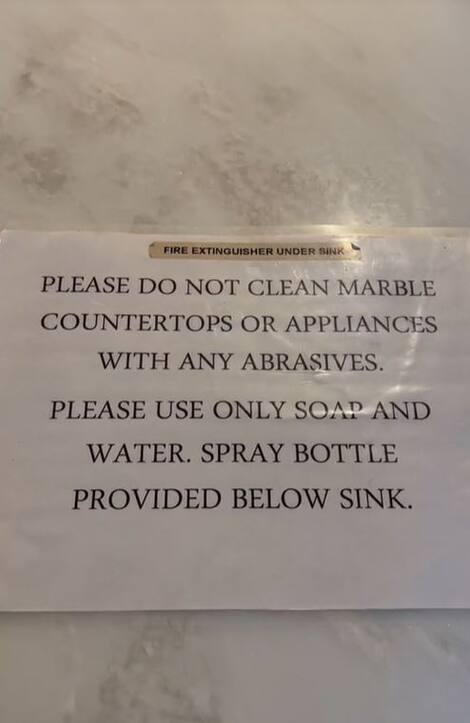 FIRE EXTINGUISHER UNDER SINK
PLEASE DO NOT CLEAN MARBLE
COUNTERTOPS OR APPLIANCES
WITH ANY ABRASIVES.
PLEASE USE ONLY SOAP AND
WATER. SPRAY BOTTLE
PROVIDED BELOW SINK.